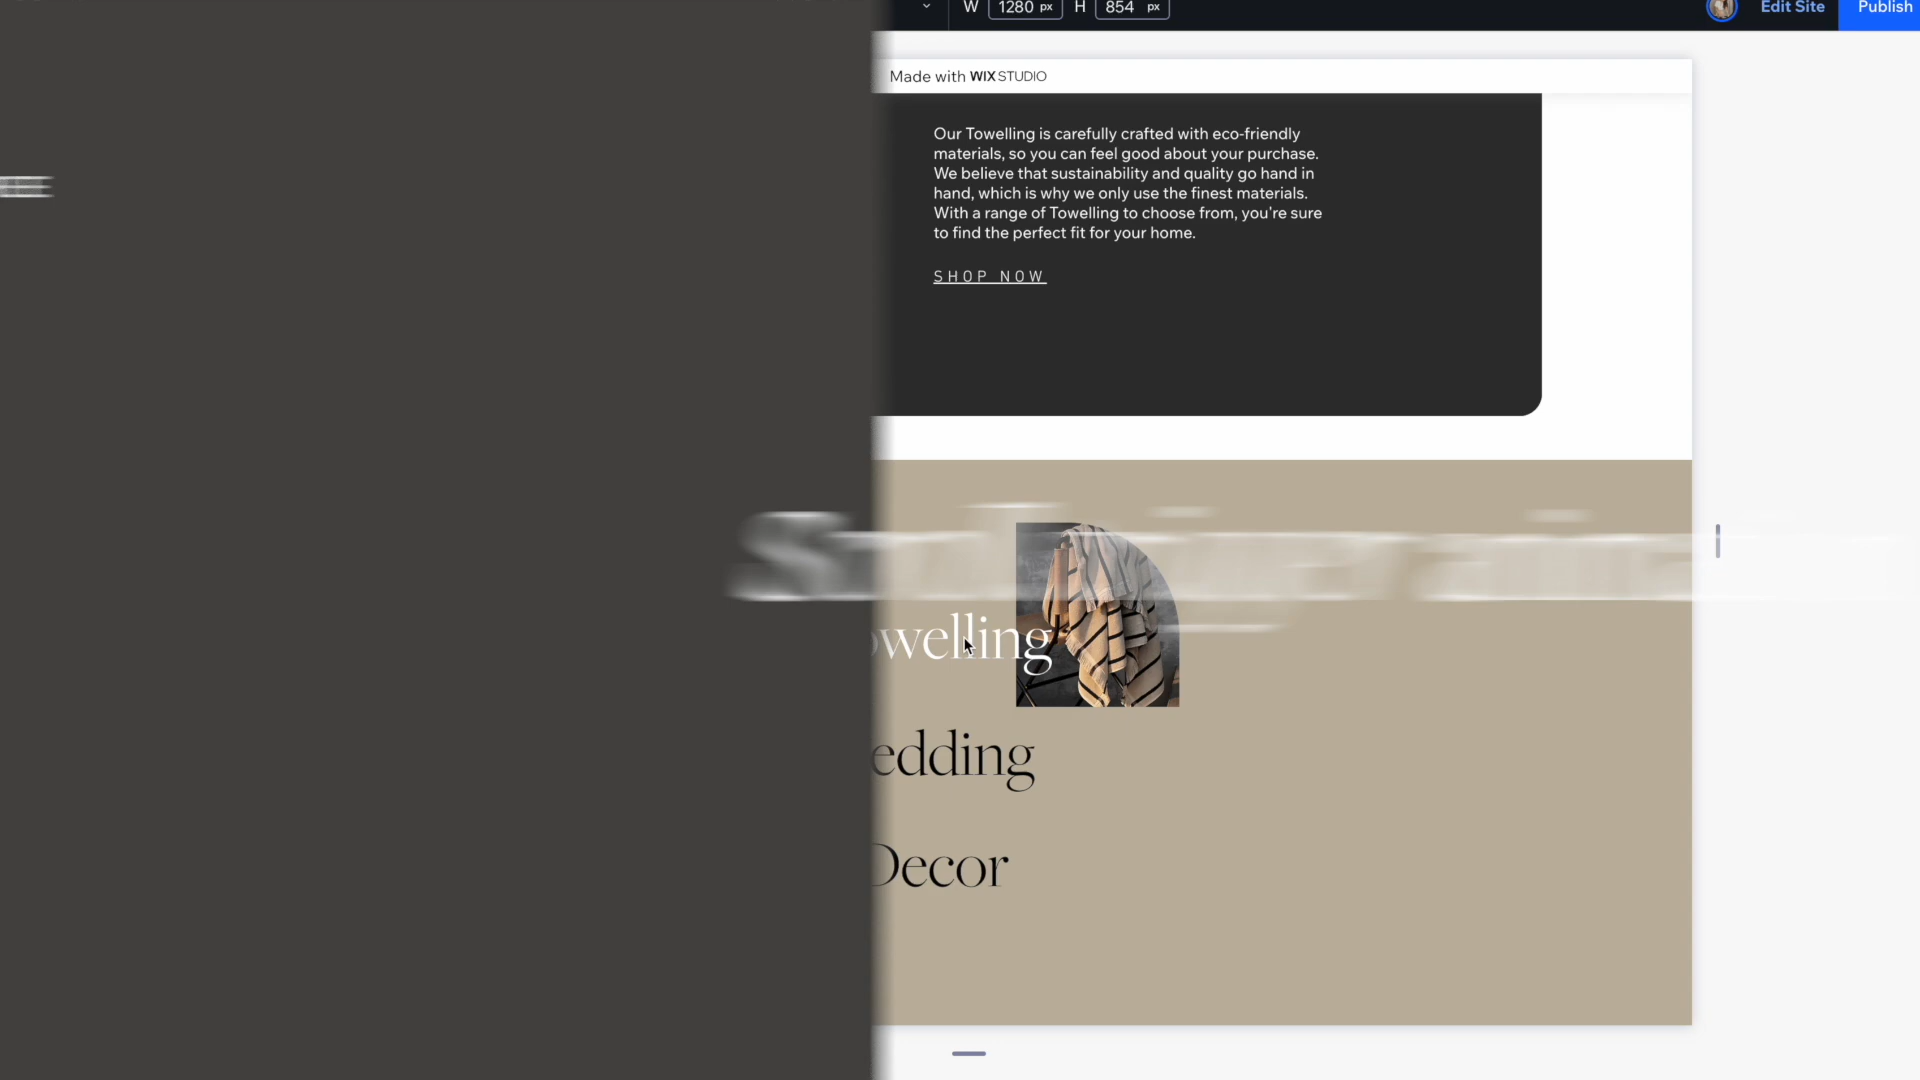 W 1280 px H 854 px
Edit Site
Publish
Made with WIX STUDIO
Our Towelling is carefully crafted with eco-friendly
materials, so you can feel good about your purchase.
We believe that sustainability and quality go hand in
hand, which is why we only use the finest materials.
With a range of Towelling to choose from, you're sure
to find the perfect fit for your home.
SHOP NOW
owelling
edding
Decor